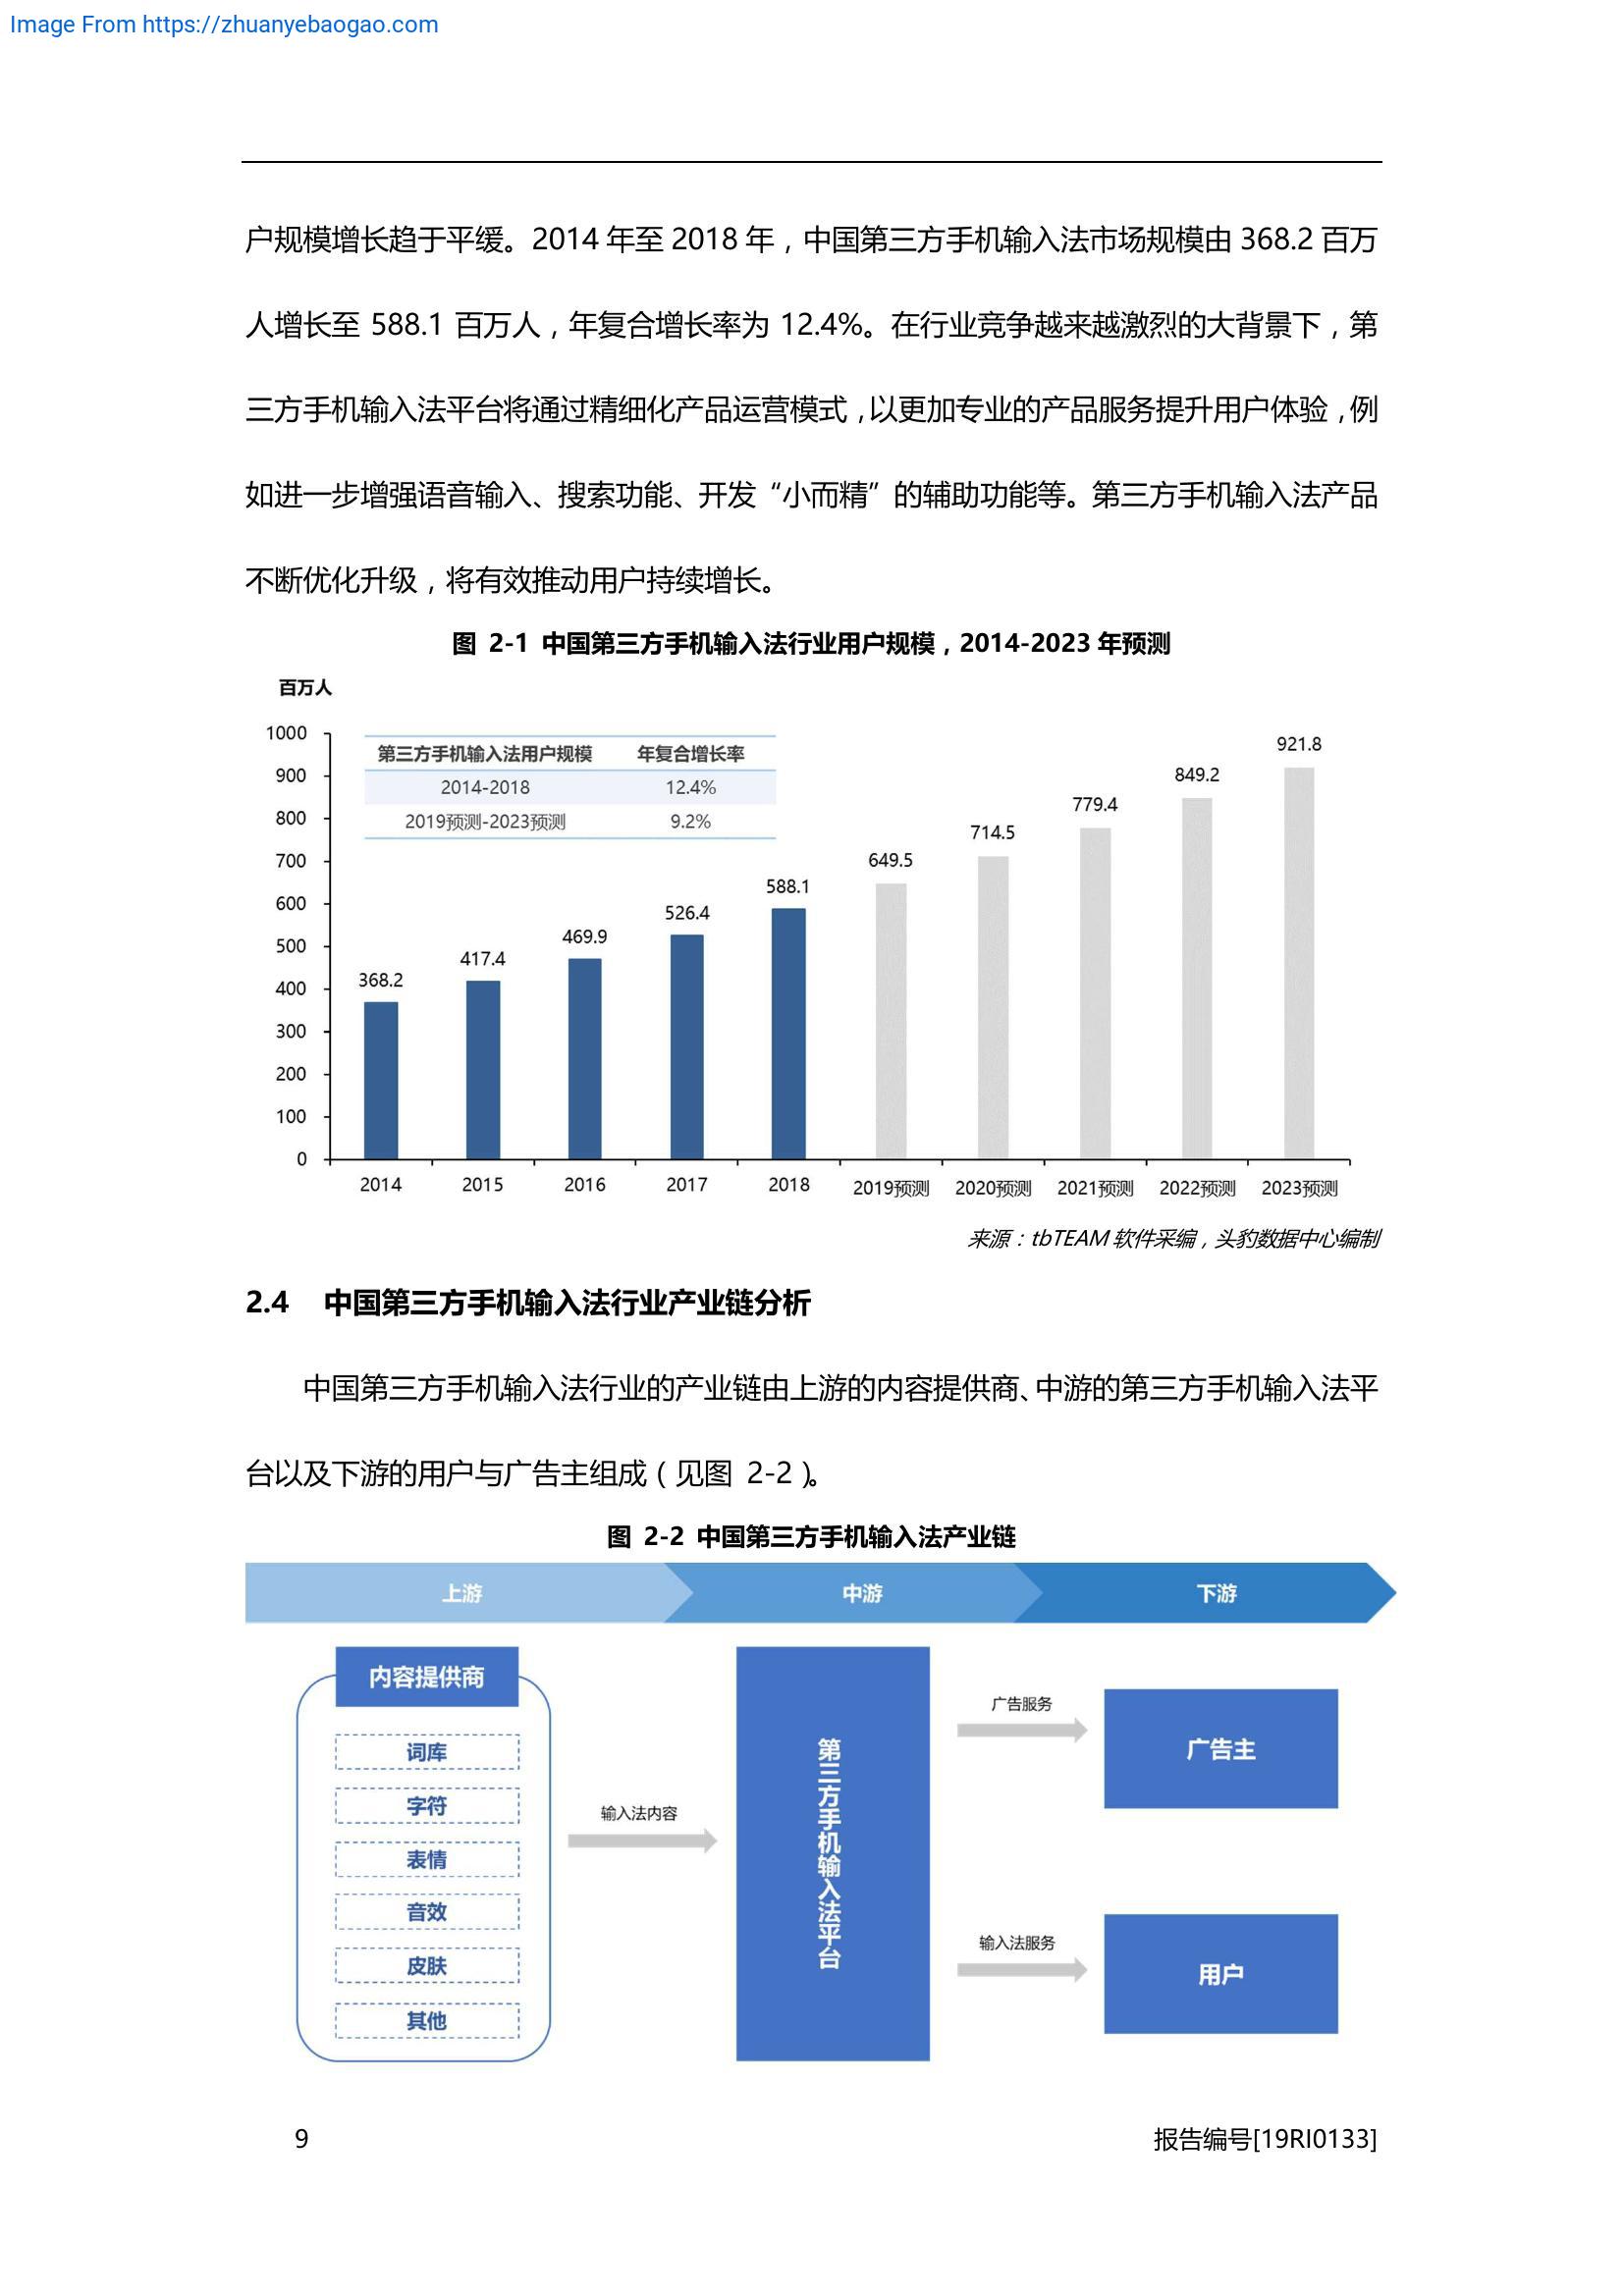 Image From https://zhuanyebaogao.com
户规模增长趋于平缓。2014 年至 2018 年，中国第三方手机输入法市场规模由 368.2 百万
人增长至 588.1 百万人，年复合增长率为 12.4%。在行业竞争越来越激烈的大背景下，第
三方手机输入法平台将通过精细化产品运营模式，以更加专业的产品服务提升用户体验，例
如进一步增强语音输入、搜索功能、开发“小而精”的辅助功能等。第三方手机输入法产品
不断优化升级，将有效推动用户持续增长。
图 2-1 中国第三方手机输入法行业用户规模，2014-2023 年预测
百万人
1000
900
800
700
600
500
400
300
200
100
0
第三方手机输入法用户规模 年复合增长率
2014-2018 12.4%
2019预测-2023预测 9.2%
368.2
417.4
469.9
526.4
588.1
649.5
714.5
779.4
849.2
921.8
2014 2015 2016 2017 2018 2019预测 2020预测 2021预测 2022预测 2023预测
来源：tbTEAM 软件采编，头豹数据中心编制
2.4 中国第三方手机输入法行业产业链分析
中国第三方手机输入法行业的产业链由上游的内容提供商、中游的第三方手机输入法平
台以及下游的用户与广告主组成（见图 2-2）。
图 2-2 中国第三方手机输入法产业链
上游 中游 下游
内容提供商
词库
字符
表情
音效
皮肤
其他
输入法内容
第三方手机输入法平台
广告服务
广告主
输入法服务
用户
9 报告编号[19RI0133]